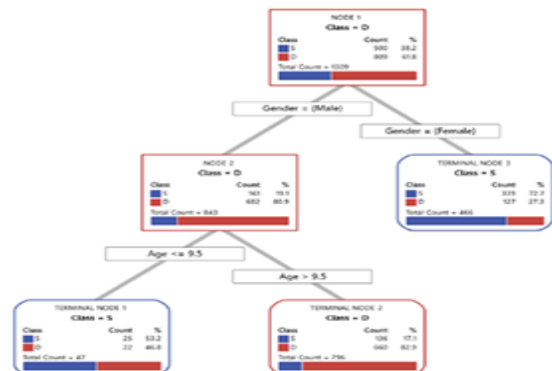 NODE 1
Class = D
Class Count %
S 500 38.2
D 809 61.8
Total Count = 1309
Gender = (Male)
Gender = (Female)
NODE 2
Class = D
Class Count %
S 161 19.1
D 682 80.9
Total Count = 843
TERMINAL NODE 3
Class = S
Class Count %
S 339 72.7
D 127 27.3
Total Count = 466
Age <= 9.5
Age > 9.5
TERMINAL NODE 1
Class = S
Class Count %
S 25 53.2
D 22 46.8
Total Count = 47
TERMINAL NODE 2
Class = D
Class Count %
S 136 17.1
D 660 82.9
Total Count = 796